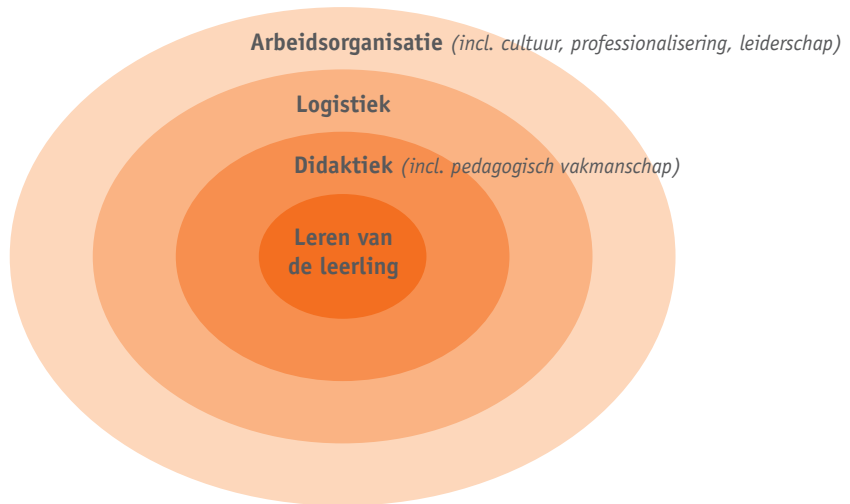 Arbeidsorganisatie (incl. cultuur, professionalisering, leiderschap)
Logistiek
Didaktiek (incl. pedagogisch vakmanschap)
Leren van
de leerling